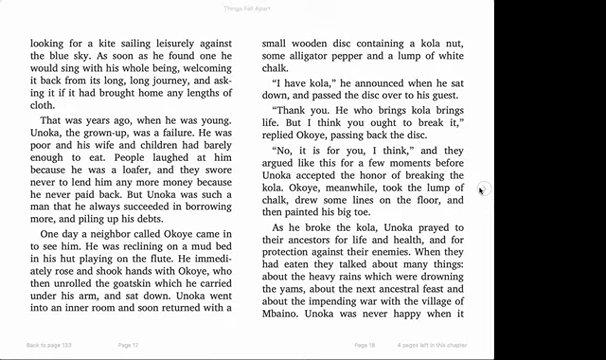 Things Fall Apart
looking for a kite sailing leisurely against
the blue sky. As soon as he found one he
would sing with his whole being, welcoming
it back from its long, long journey, and ask-
ing it if it had brought home any lengths of
cloth.
That was years ago, when he was young.
Unoka, the grown-up, was a failure. He was
poor and his wife and children had barely
enough to eat. People laughed at him
because he was a loafer, and they swore
never to lend him any more money because
he never paid back. But Unoka was such a
man that he always succeeded in borrowing
more, and piling up his debts.
One day a neighbor called Okoye came in
to see him. He was reclining on a mud bed
in his hut playing on the flute. He immedi-
ately rose and shook hands with Okoye, who
then unrolled the goatskin which he carried
under his arm, and sat down. Unoka went
into an inner room and soon returned with a
Back to page 133
Page 17
small wooden disc containing a kola nut,
some alligator pepper and a lump of white
chalk.
“I have kola,” he announced when he sat
down, and passed the disc over to his guest.
“Thank you. He who brings kola brings
life. But I think you ought to break it,”
replied Okoye, passing back the disc.
“No, it is for you, I think,” and they
argued like this for a few moments before
Unoka accepted the honor of breaking the
kola. Okoye, meanwhile, took the lump of
chalk, drew some lines on the floor, and
then painted his big toe.
As he broke the kola, Unoka prayed to
their ancestors for life and health, and for
protection against their enemies. When they
had eaten they talked about many things:
about the heavy rains which were drowning
the yams, about the next ancestral feast and
about the impending war with the village of
Mbaino. Unoka was never happy when it
Page 18
4 pages left in this chapter